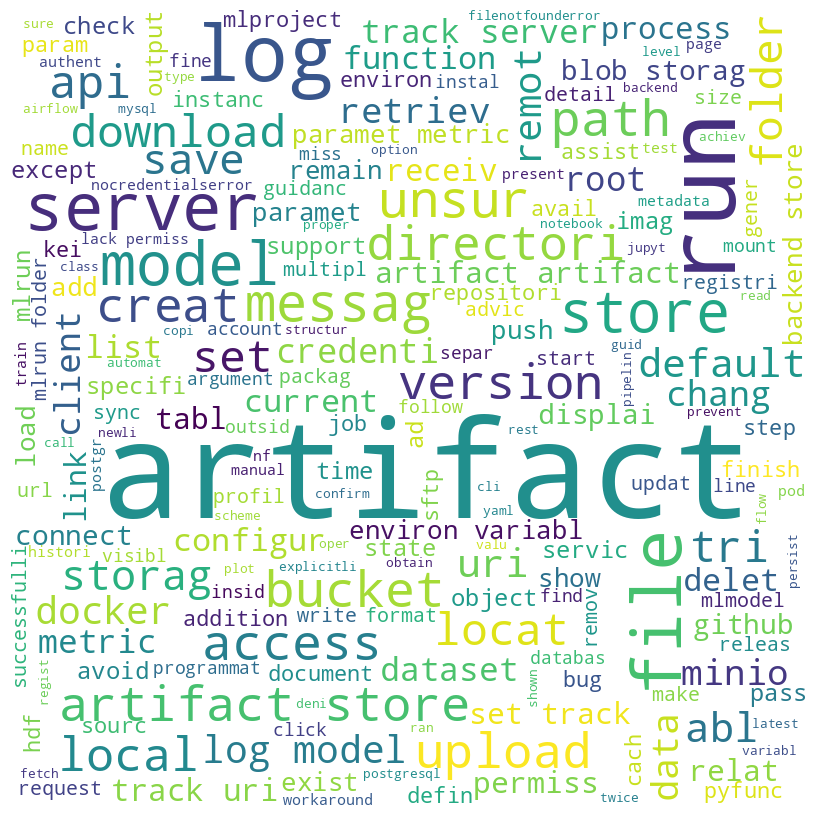 sure
param
check
mlproject
filenotfounderror
track server
process
level
page
authent
fine
output
log
function
environ
instal
remot
blob storag
backend
folder
type
api
airflow
mysql
instanc
retriev
detail
size
download
paramet metric
option
path
run
achiev
name
save
assist
test
miss
present
except
nocredentialserror
remain
receiv
root
gener
backend store
guidanc
unsur
metadata
server
paramet
proper
avail
imag
kei
lack permiss
support
notebook
jupyt
mount
mlrun
class
model
multipl
directori
artifact artifact
registri
add
mlrun folder
creat
messag
repositori
store
read
copi
account
structur
advic
push
client
list
set
credenti
separ
start
guid
default
train
automat
version
pipelin
specifi
argument
packag
chang
load
sync
current
follow
displai
prevent
call
link
tabl
newli
outsid
job
ad
rest
step
artifact
postgr
nf
manual
time
cli
finish
url
profil
confirm
sftp
updat
line
pod
yaml
connect
scheme
environ variabl
flow
successfulli
configur
oper
valu
state
uri
servic
tri
histori
visibl
plot
explicitli
obtain
file
persist
storag
insid
bucket
object
show
find
delet
docker
addition
write
format
remov
mlmodel
locat
github
metric
access
databas
releas
avoid
programmat
document
dataset
bug
minio
make
pass
regist
hdf
artifact store
deni
shown
sourc
click
ran
set track
abl
latest
local
log model
upload
data
variabl
fetch
cach
relat
request
track uri
exist
postgresql
permiss
workaround
defin
twice
pyfunc